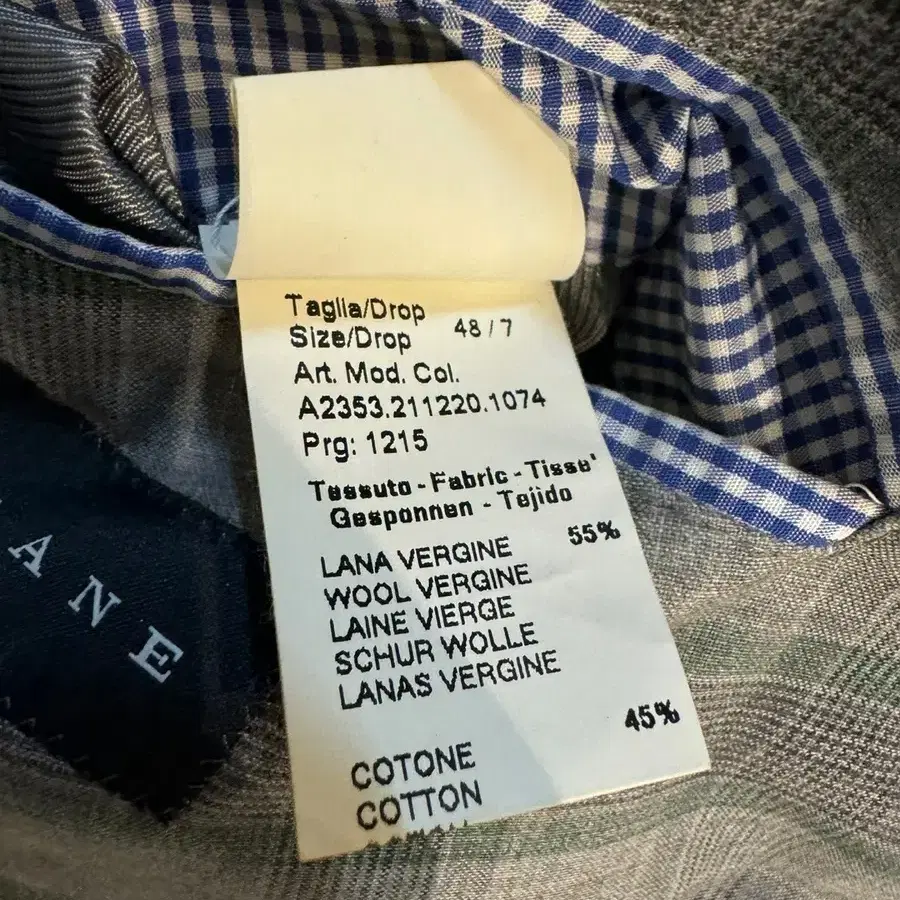 Taglia/Drop
Size/Drop 48/7
Art. Mod. Col.
A2353.211220.1074
Prg: 1215
Tessuto - Fabric - Tisse'
Gesponnen - Tejido
LANA VERGINE 55%
WOOL VERGINE
LAINE VIERGE
SCHUR WOLLE
LANAS VERGINE
45%
COTONE
COTTON
ANE